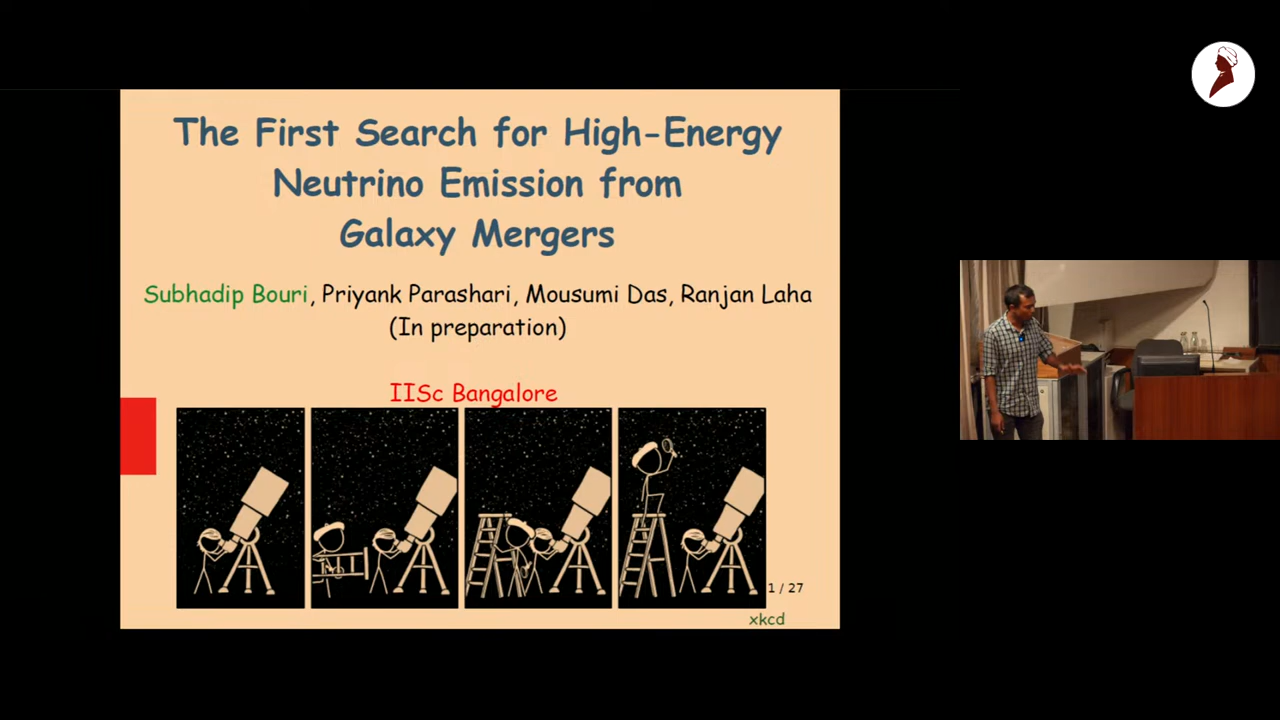 The First Search for High-Energy
Neutrino Emission from
Galaxy Mergers
Subhadip Bouri, Priyank Parashari, Mousumi Das, Ranjan Laha
(In preparation)
IISc Bangalore
1 / 27
xkcd